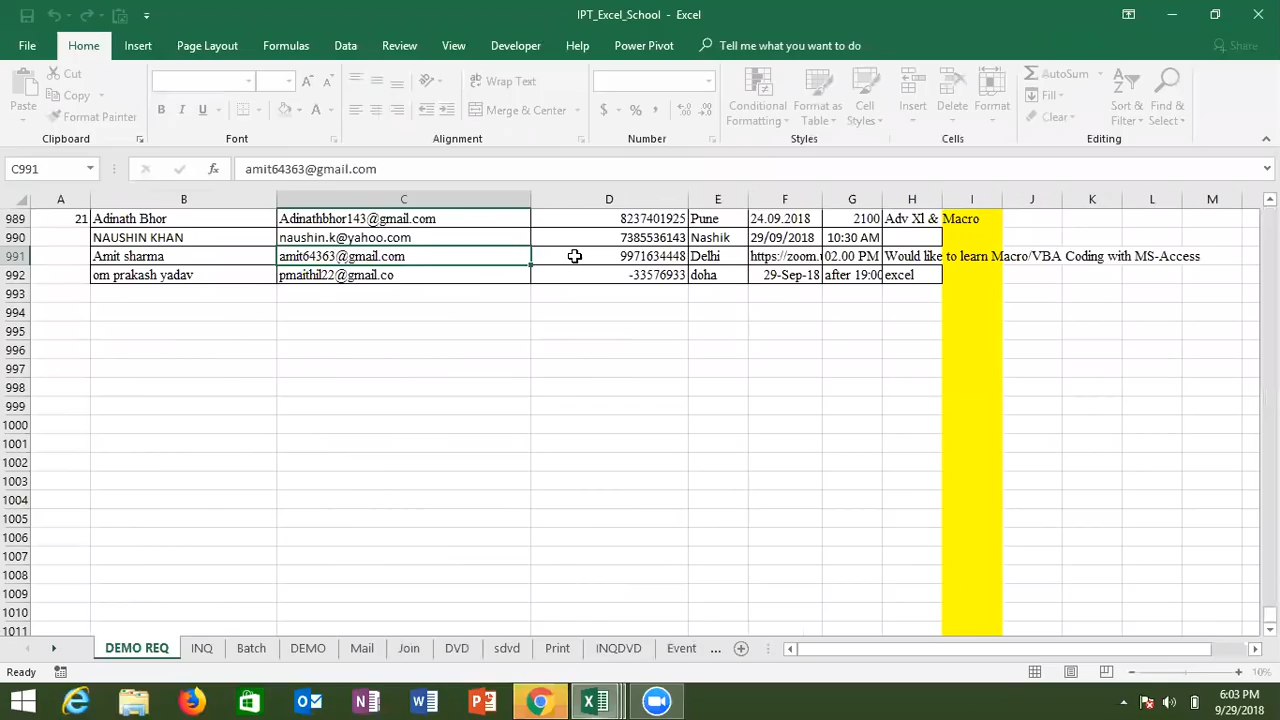 IPT_Excel_School - Excel
File Home Insert Page Layout Formulas Data Review View Developer Help Power Pivot Tell me what you want to do Share
Paste Cut Copy Format Painter
B I U A
Wrap Text Merge & Center
$ % ,
Conditional Formatting Format as Table Cell Styles
Insert Delete Format
AutoSum Fill Clear Sort & Filter Find & Select
Clipboard Font Alignment Number Styles Cells Editing
C991 fx amit64363@gmail.com
A B C D E F G H I J K L M
989 21 Adinath Bhor Adinathbhor143@gmail.com 8237401925 Pune 24.09.2018 2100 Adv Xl & Macro
990 NAUSHIN KHAN naushin.k@yahoo.com 7385536143 Nashik 29/09/2018 10:30 AM
991 Amit sharma amit64363@gmail.com 9971634448 Delhi https://zoom. 02.00 PM Would like to learn Macro/VBA Coding with MS-Access
992 om prakash yadav pmaithil22@gmail.co -33576933 doha 29-Sep-18 after 19:00 excel
993
994
995
996
997
998
999
1000
1001
1002
1003
1004
1005
1006
1007
1008
1009
1010
1011
DEMO REQ INQ Batch DEMO Mail Join DVD sdvd Print INQDVD Event ...
Ready 10%
6:03 PM
9/29/2018